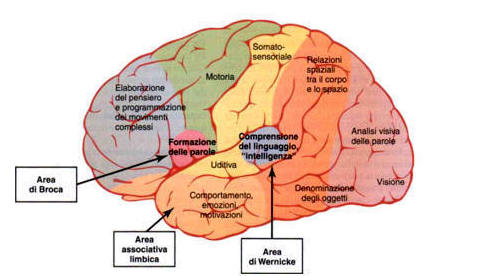 Somato-
sensoriale
Relazioni
spaziali
tra il corpo
e lo spazio
Motoria
Elaborazione
del pensiero
e programmazione
dei movimenti
complessi
Analisi visiva
delle parole
Formazione
delle parole
Comprensione
del linguaggio,
"intelligenza"
Uditiva
Area
di Broca
Comportamento,
emozioni,
motivazioni
Denominazione
degli oggetti
Visione
Area
associativa
limbica
Area
di Wernicke